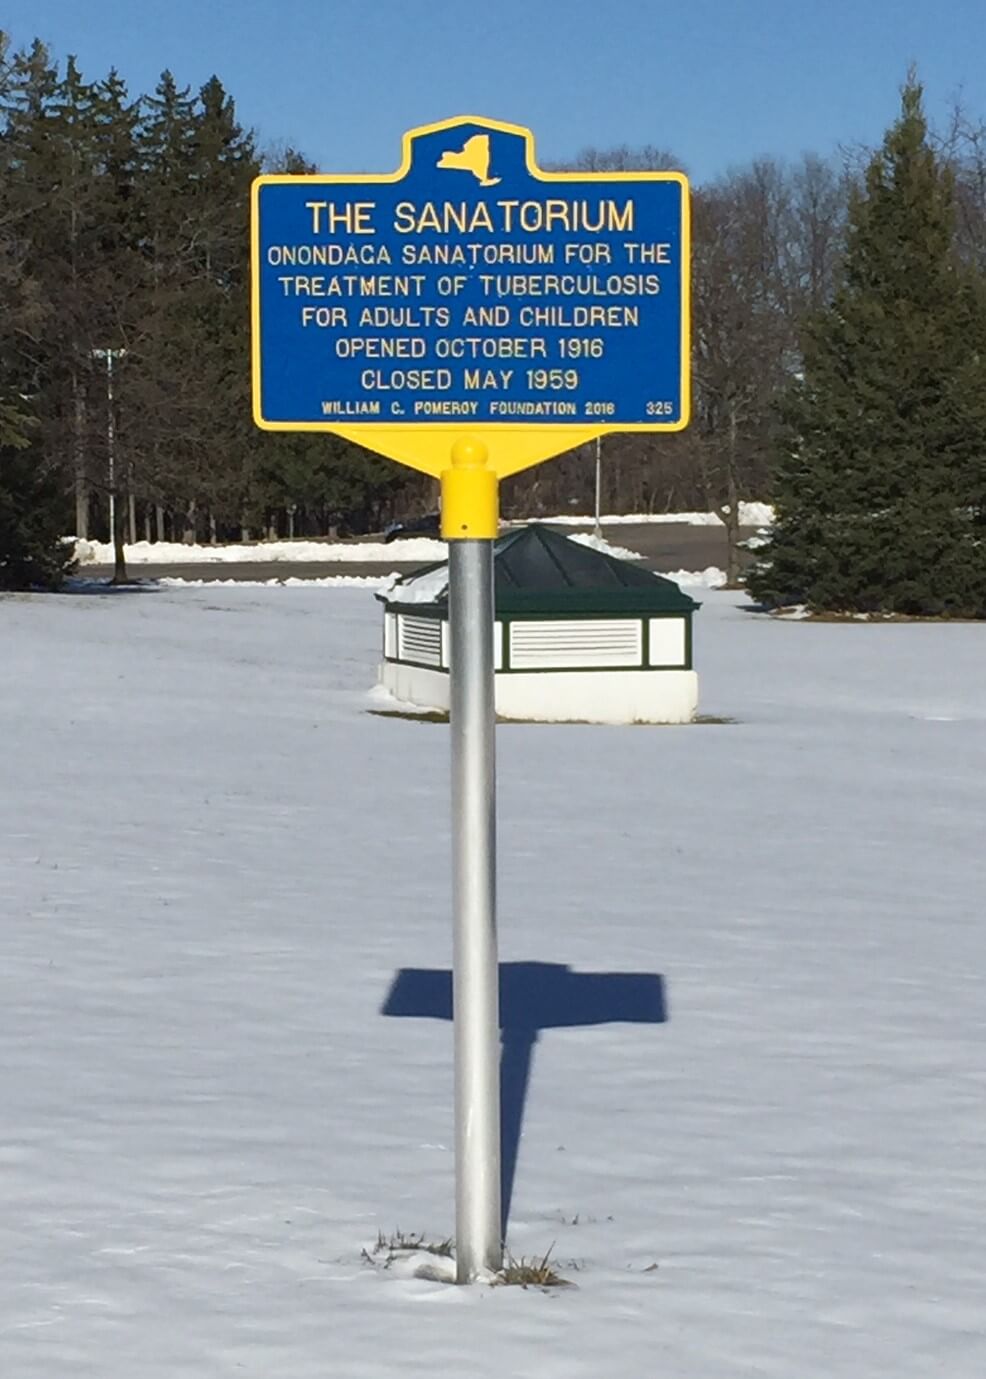 THE SANATORIUM
ONONDAGA SANATORIUM FOR THE
TREATMENT OF TUBERCULOSIS
FOR ADULTS AND CHILDREN
OPENED OCTOBER 1916
CLOSED MAY 1959
WILLIAM C. POMEROY FOUNDATION 2016 325